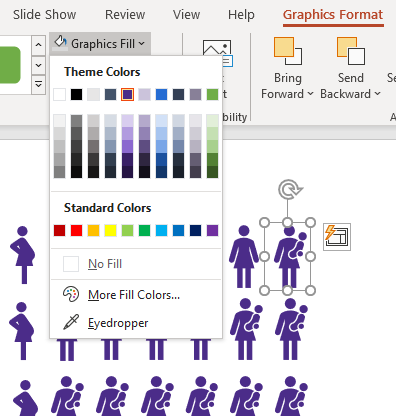 Slide Show Review View Help Graphics Format
Graphics Fill
Theme Colors
Standard Colors
No Fill
More Fill Colors...
Eyedropper
Bring
Forward
Send
Backward